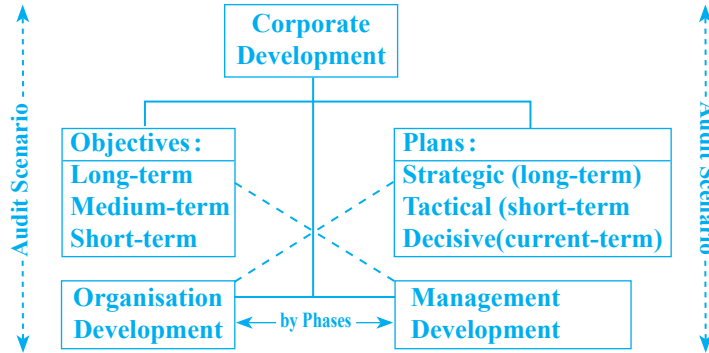 Corporate
Development
Audit Scenario
Objectives:
Long-term
Medium-term
Short-term
Plans:
Strategic (long-term)
Tactical (short-term
Decisive(current-term)
Audit Scenario
Organisation
Development
by Phases
Management
Development